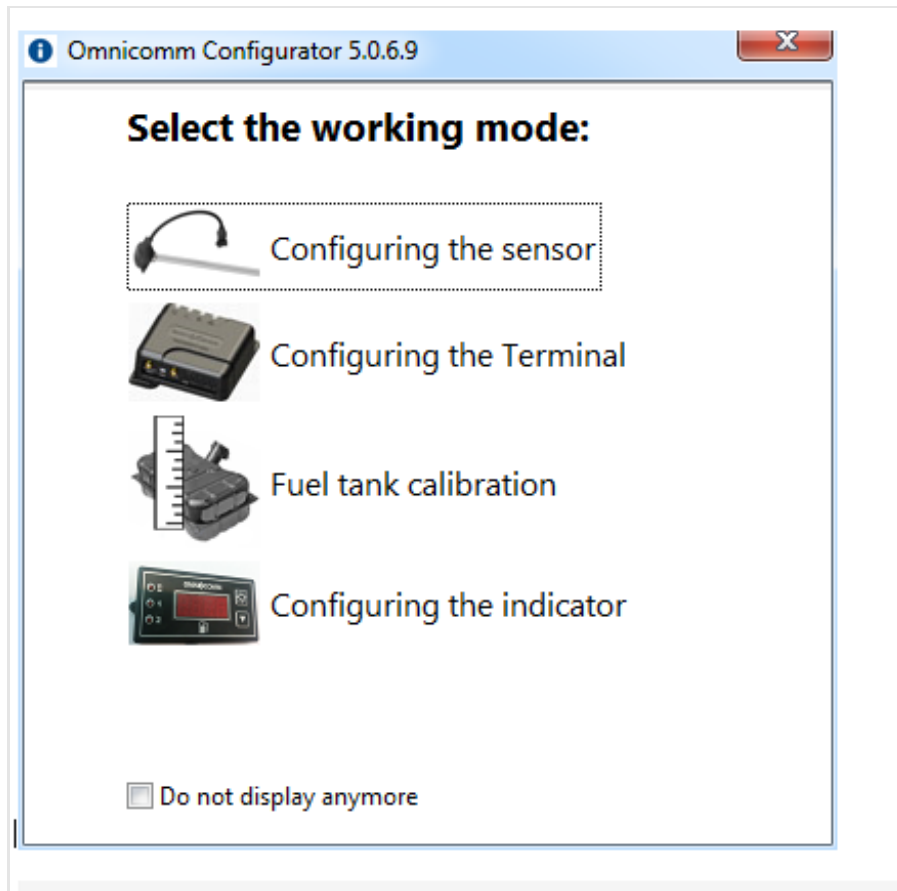 Omnicomm Configurator 5.0.6.9
Select the working mode:
Configuring the sensor
Configuring the Terminal
Fuel tank calibration
Configuring the indicator
Do not display anymore